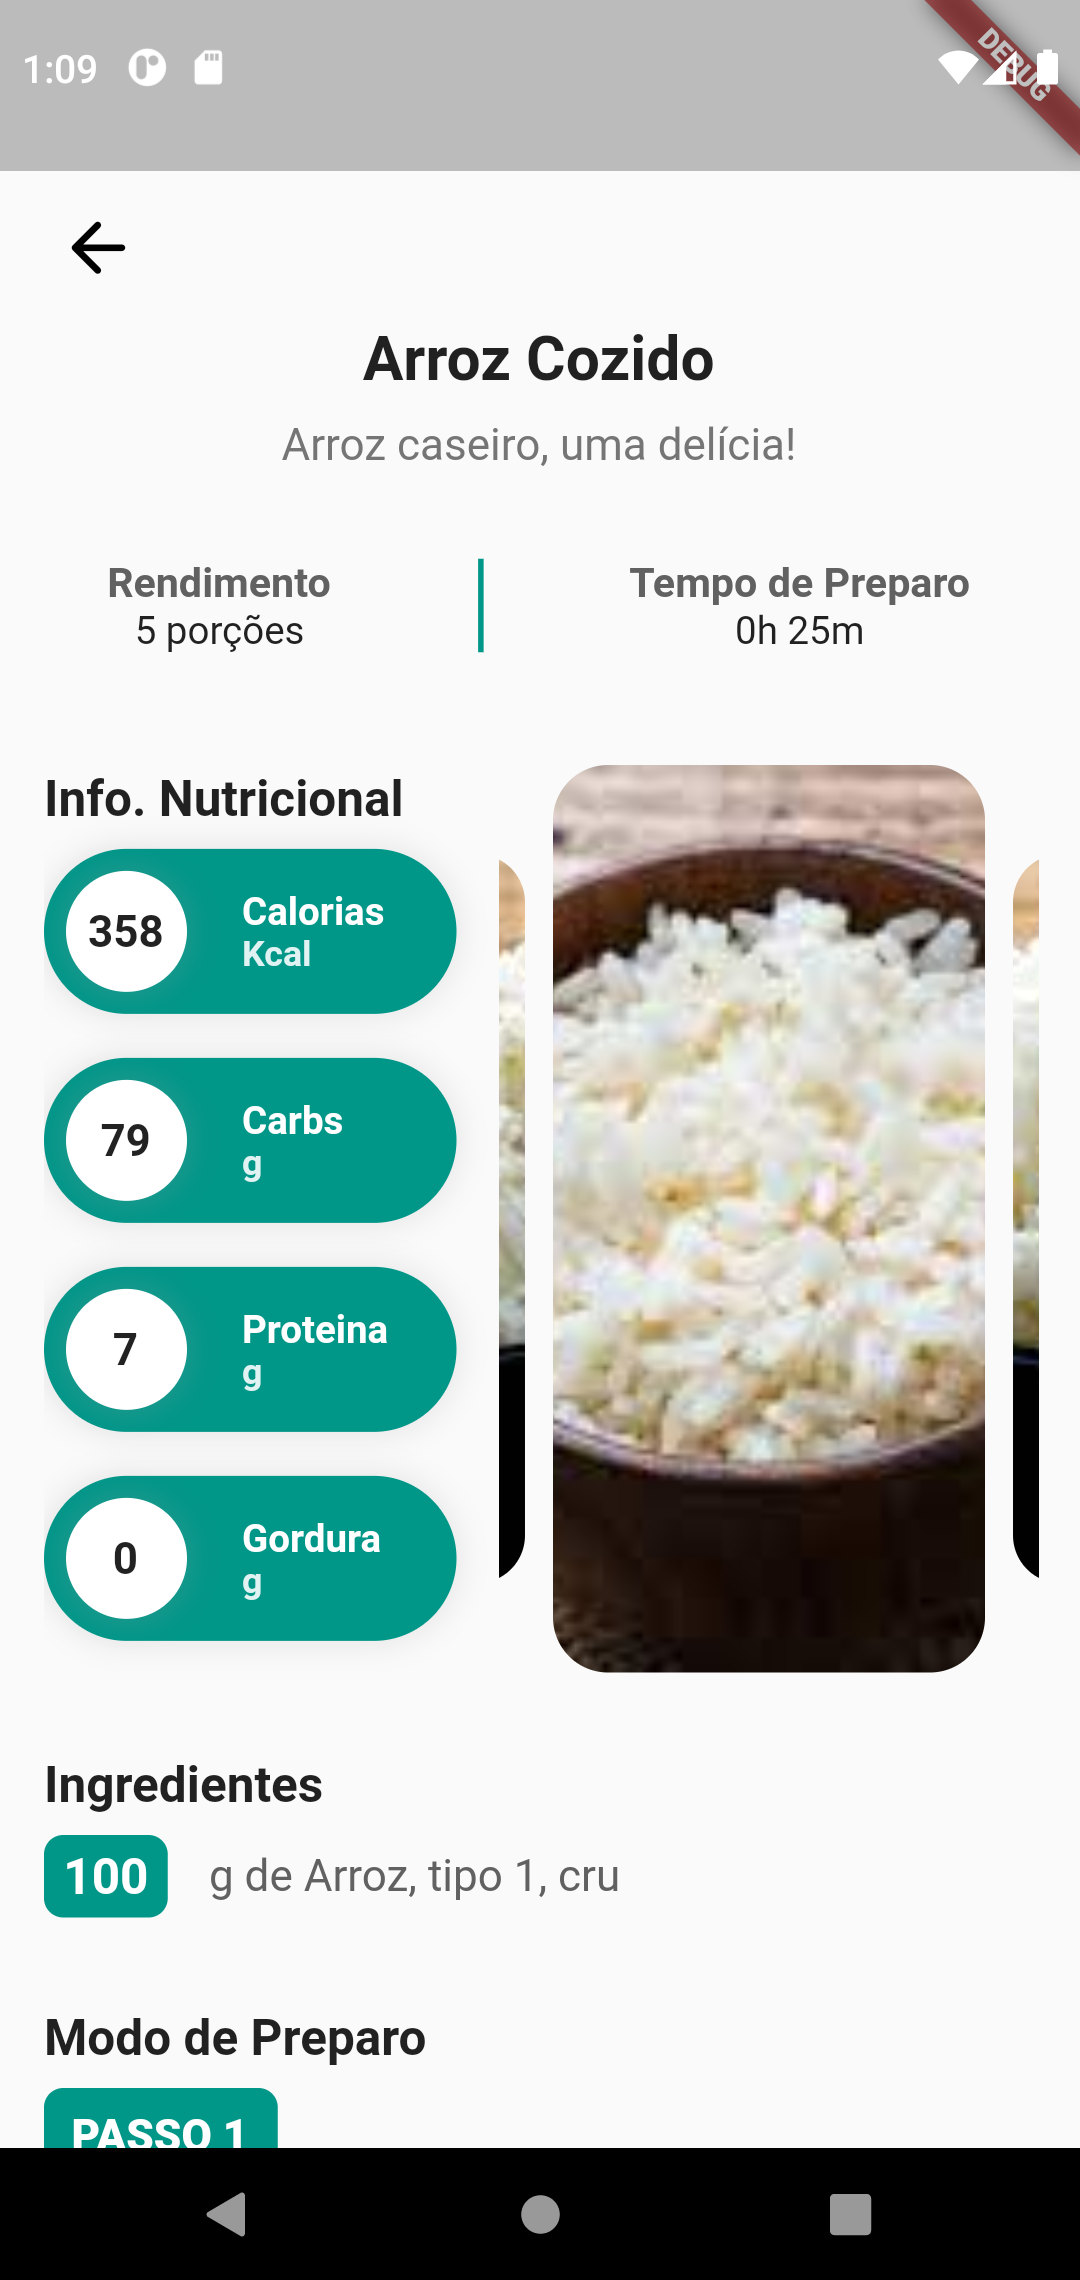 1:09
DEBUG
Arroz Cozido
Arroz caseiro, uma delícia!
Rendimento
5 porções
Tempo de Preparo
0h 25m
Info. Nutricional
358
Calorias
Kcal
79
Carbs
g
7
Proteina
g
0
Gordura
g
Ingredientes
100 g de Arroz, tipo 1, cru
Modo de Preparo
PASSO 1